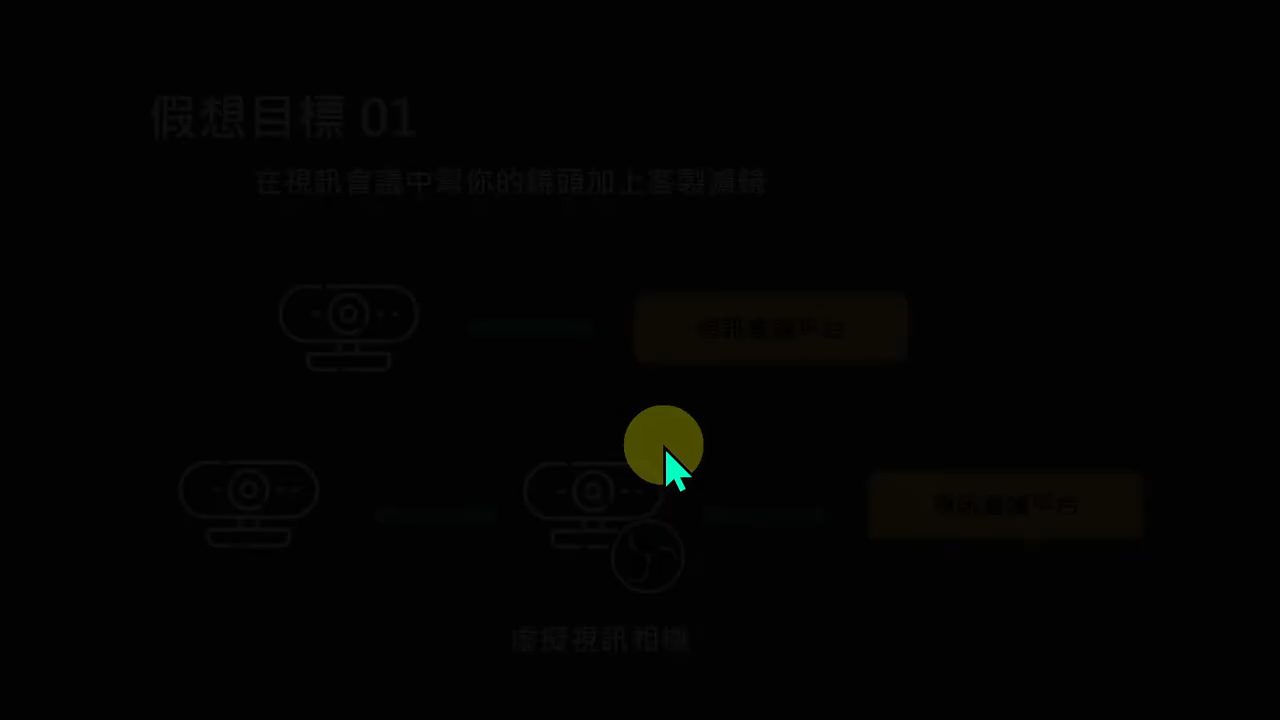 假想目標 01
在視訊會議中幫你的鏡頭加上客製濾鏡
視訊會議平台
視訊會議平台
虛擬視訊相機